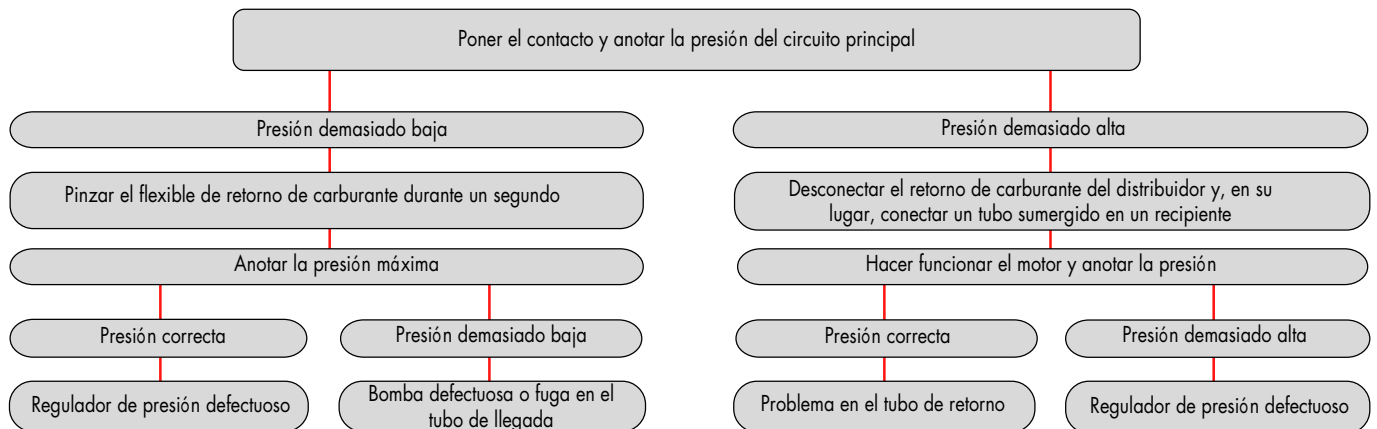 Poner el contacto y anotar la presión del circuito principal
Presión demasiado baja
Presión demasiado alta
Pinzar el flexible de retorno de carburante durante un segundo
Desconectar el retorno de carburante del distribuidor y, en su
lugar, conectar un tubo sumergido en un recipiente
Anotar la presión máxima
Hacer funcionar el motor y anotar la presión
Presión correcta
Presión demasiado baja
Presión correcta
Presión demasiado alta
Regulador de presión defectuoso
Bomba defectuosa o fuga en el
tubo de llegada
Problema en el tubo de retorno
Regulador de presión defectuoso